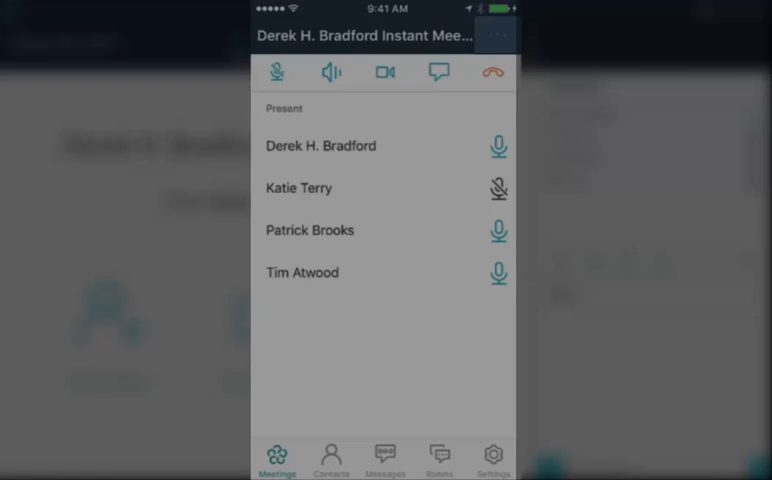 9:41 AM
Derek H. Bradford Instant Mee...
Present
Derek H. Bradford
Katie Terry
Patrick Brooks
Tim Atwood
Meetings Contacts Messages Rooms Settings